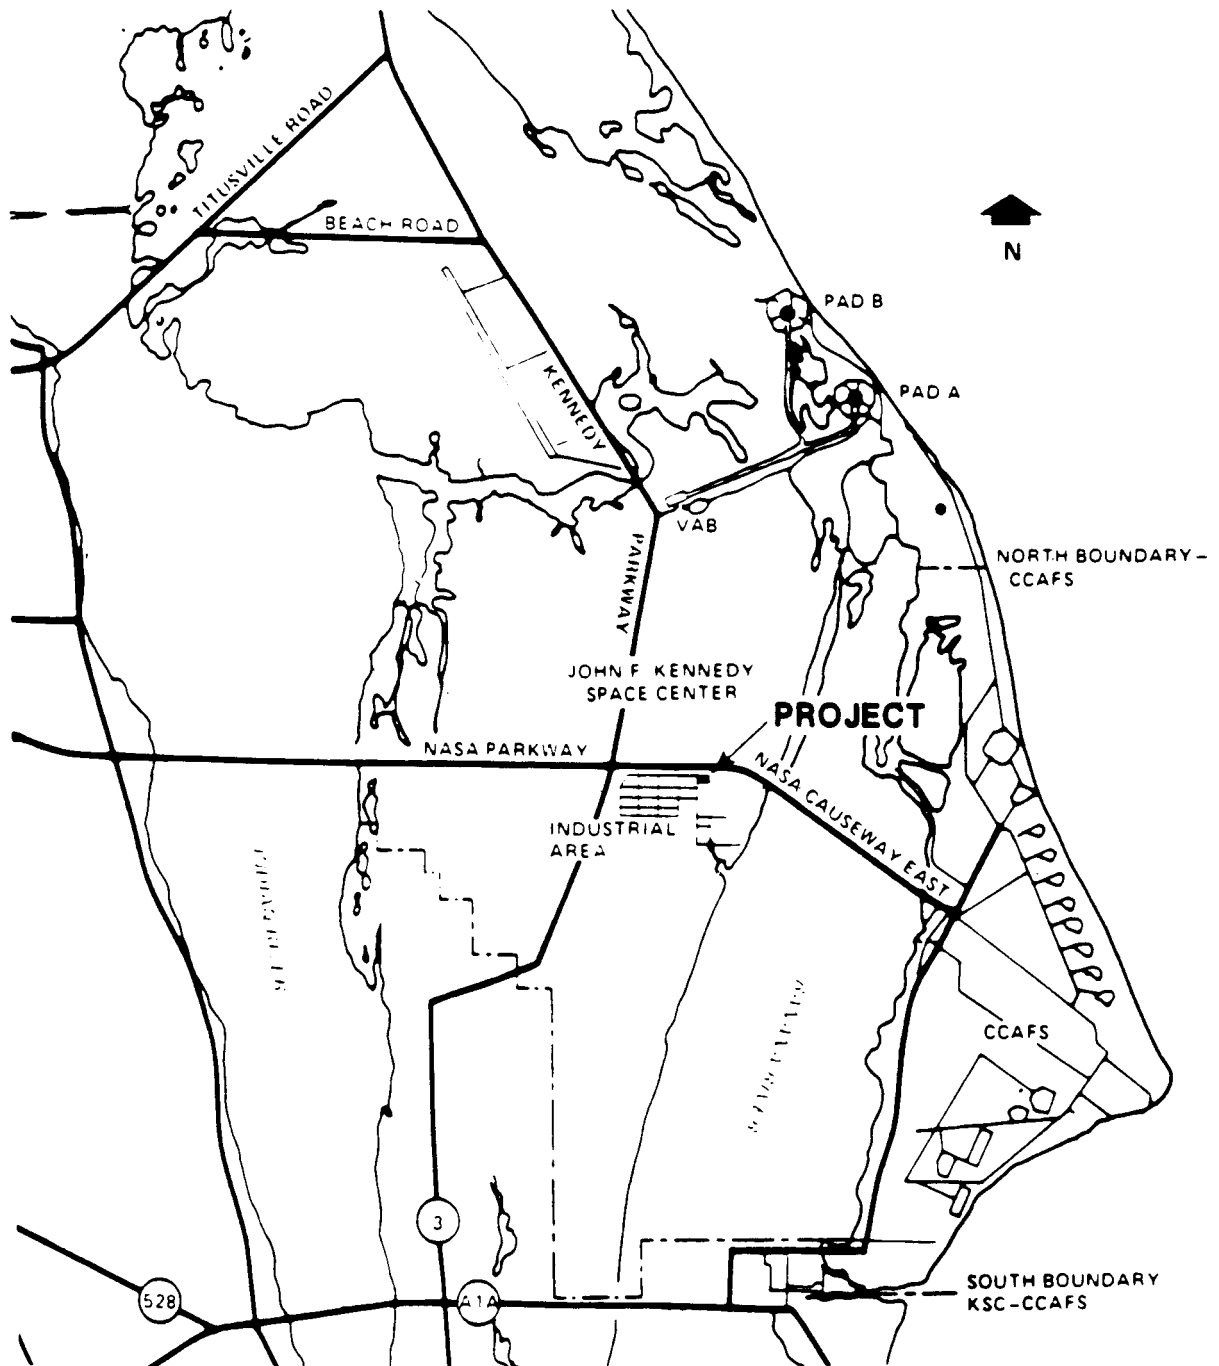 TITUSVILLE ROAD
BEACH ROAD
N
PAD B
PAD A
KENNEDY
PARKWAY
VAB
NORTH BOUNDARY–
CCAFS
JOHN F. KENNEDY
SPACE CENTER
PROJECT
NASA PARKWAY
NASA CAUSEWAY EAST
INDUSTRIAL
AREA
CCAFS
3
528
A1A
SOUTH BOUNDARY
KSC–CCAFS